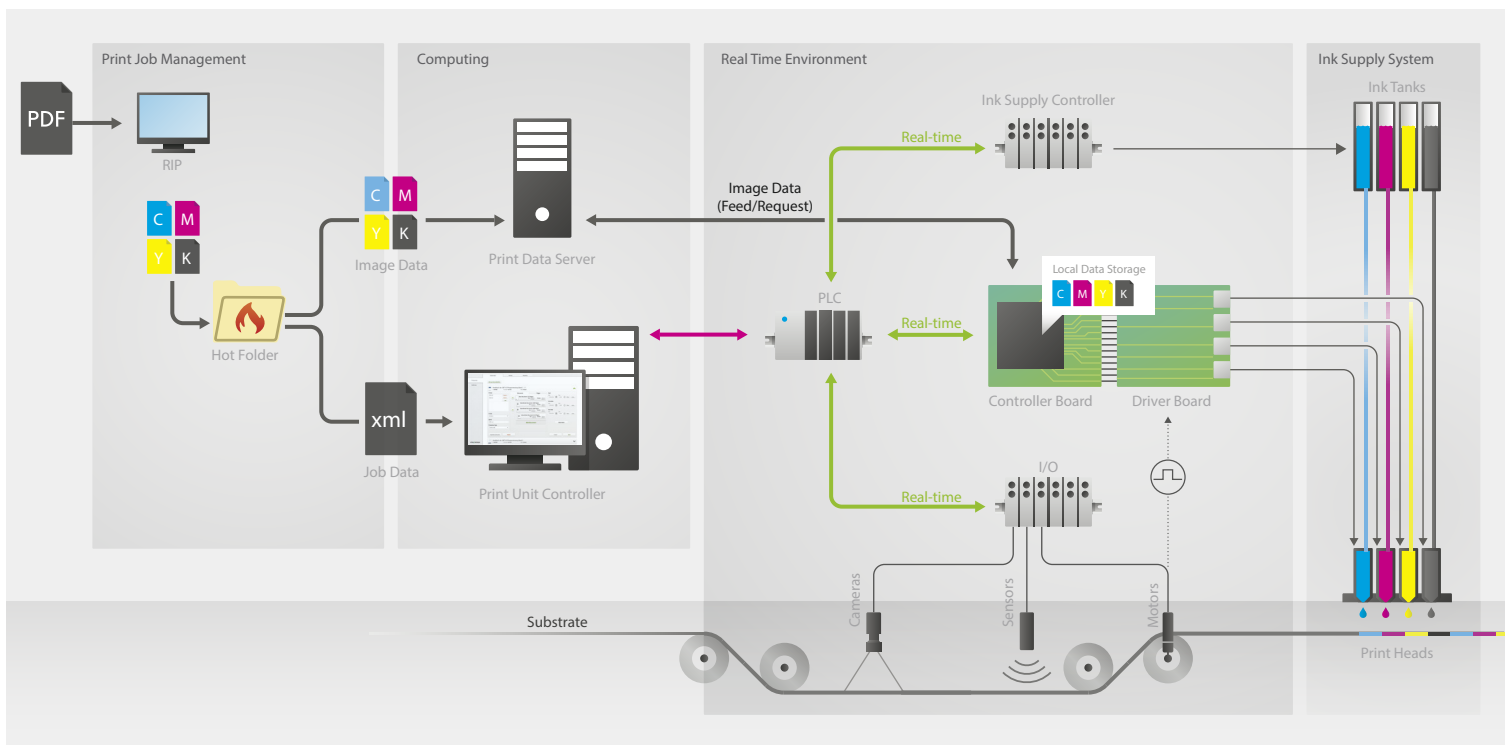 Print Job Management
Computing
Real Time Environment
Ink Supply System
PDF
RIP
C
M
Y
K
Hot Folder
C
M
Y
K
Image Data
xml
Job Data
Print Data Server
Print Unit Controller
Image Data
(Feed/Request)
Real-time
Ink Supply Controller
Ink Tanks
PLC
Real-time
Local Data Storage
C
M
Y
K
Controller Board
Driver Board
Real-time
I/O
Cameras
Sensors
Motors
Substrate
Print Heads